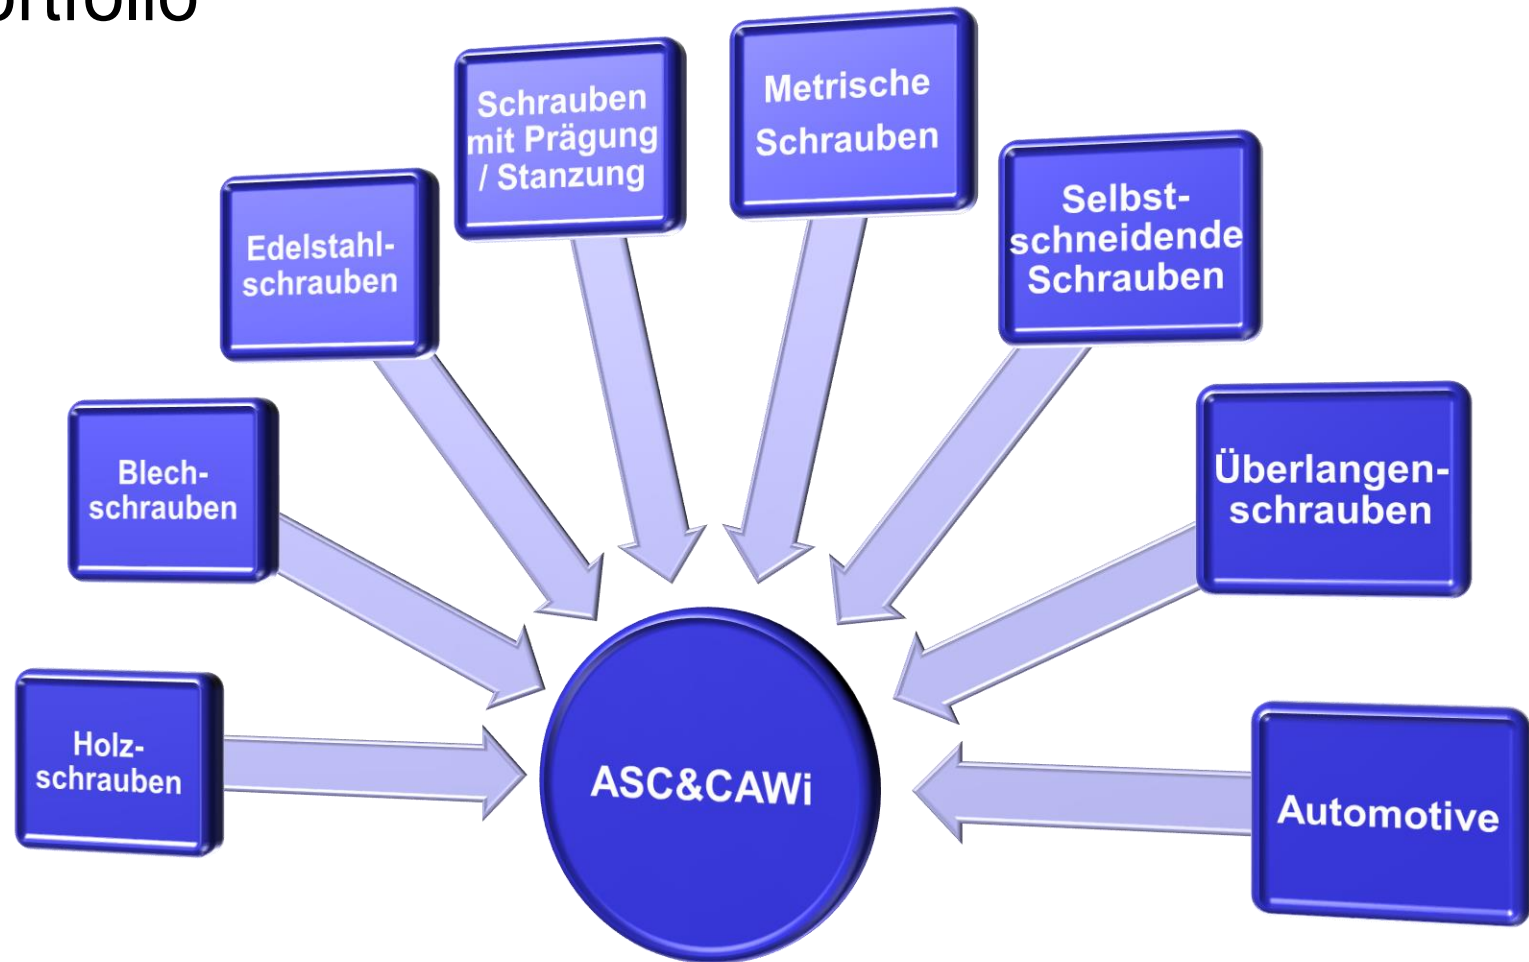 ortfolio
Schrauben
mit Prägung
/ Stanzung
Metrische
Schrauben
Selbst-
schneidende
Schrauben
Edelstahl-
schrauben
Blech-
schrauben
Überlangen-
schrauben
Holz-
schrauben
ASC&CAWi
Automotive